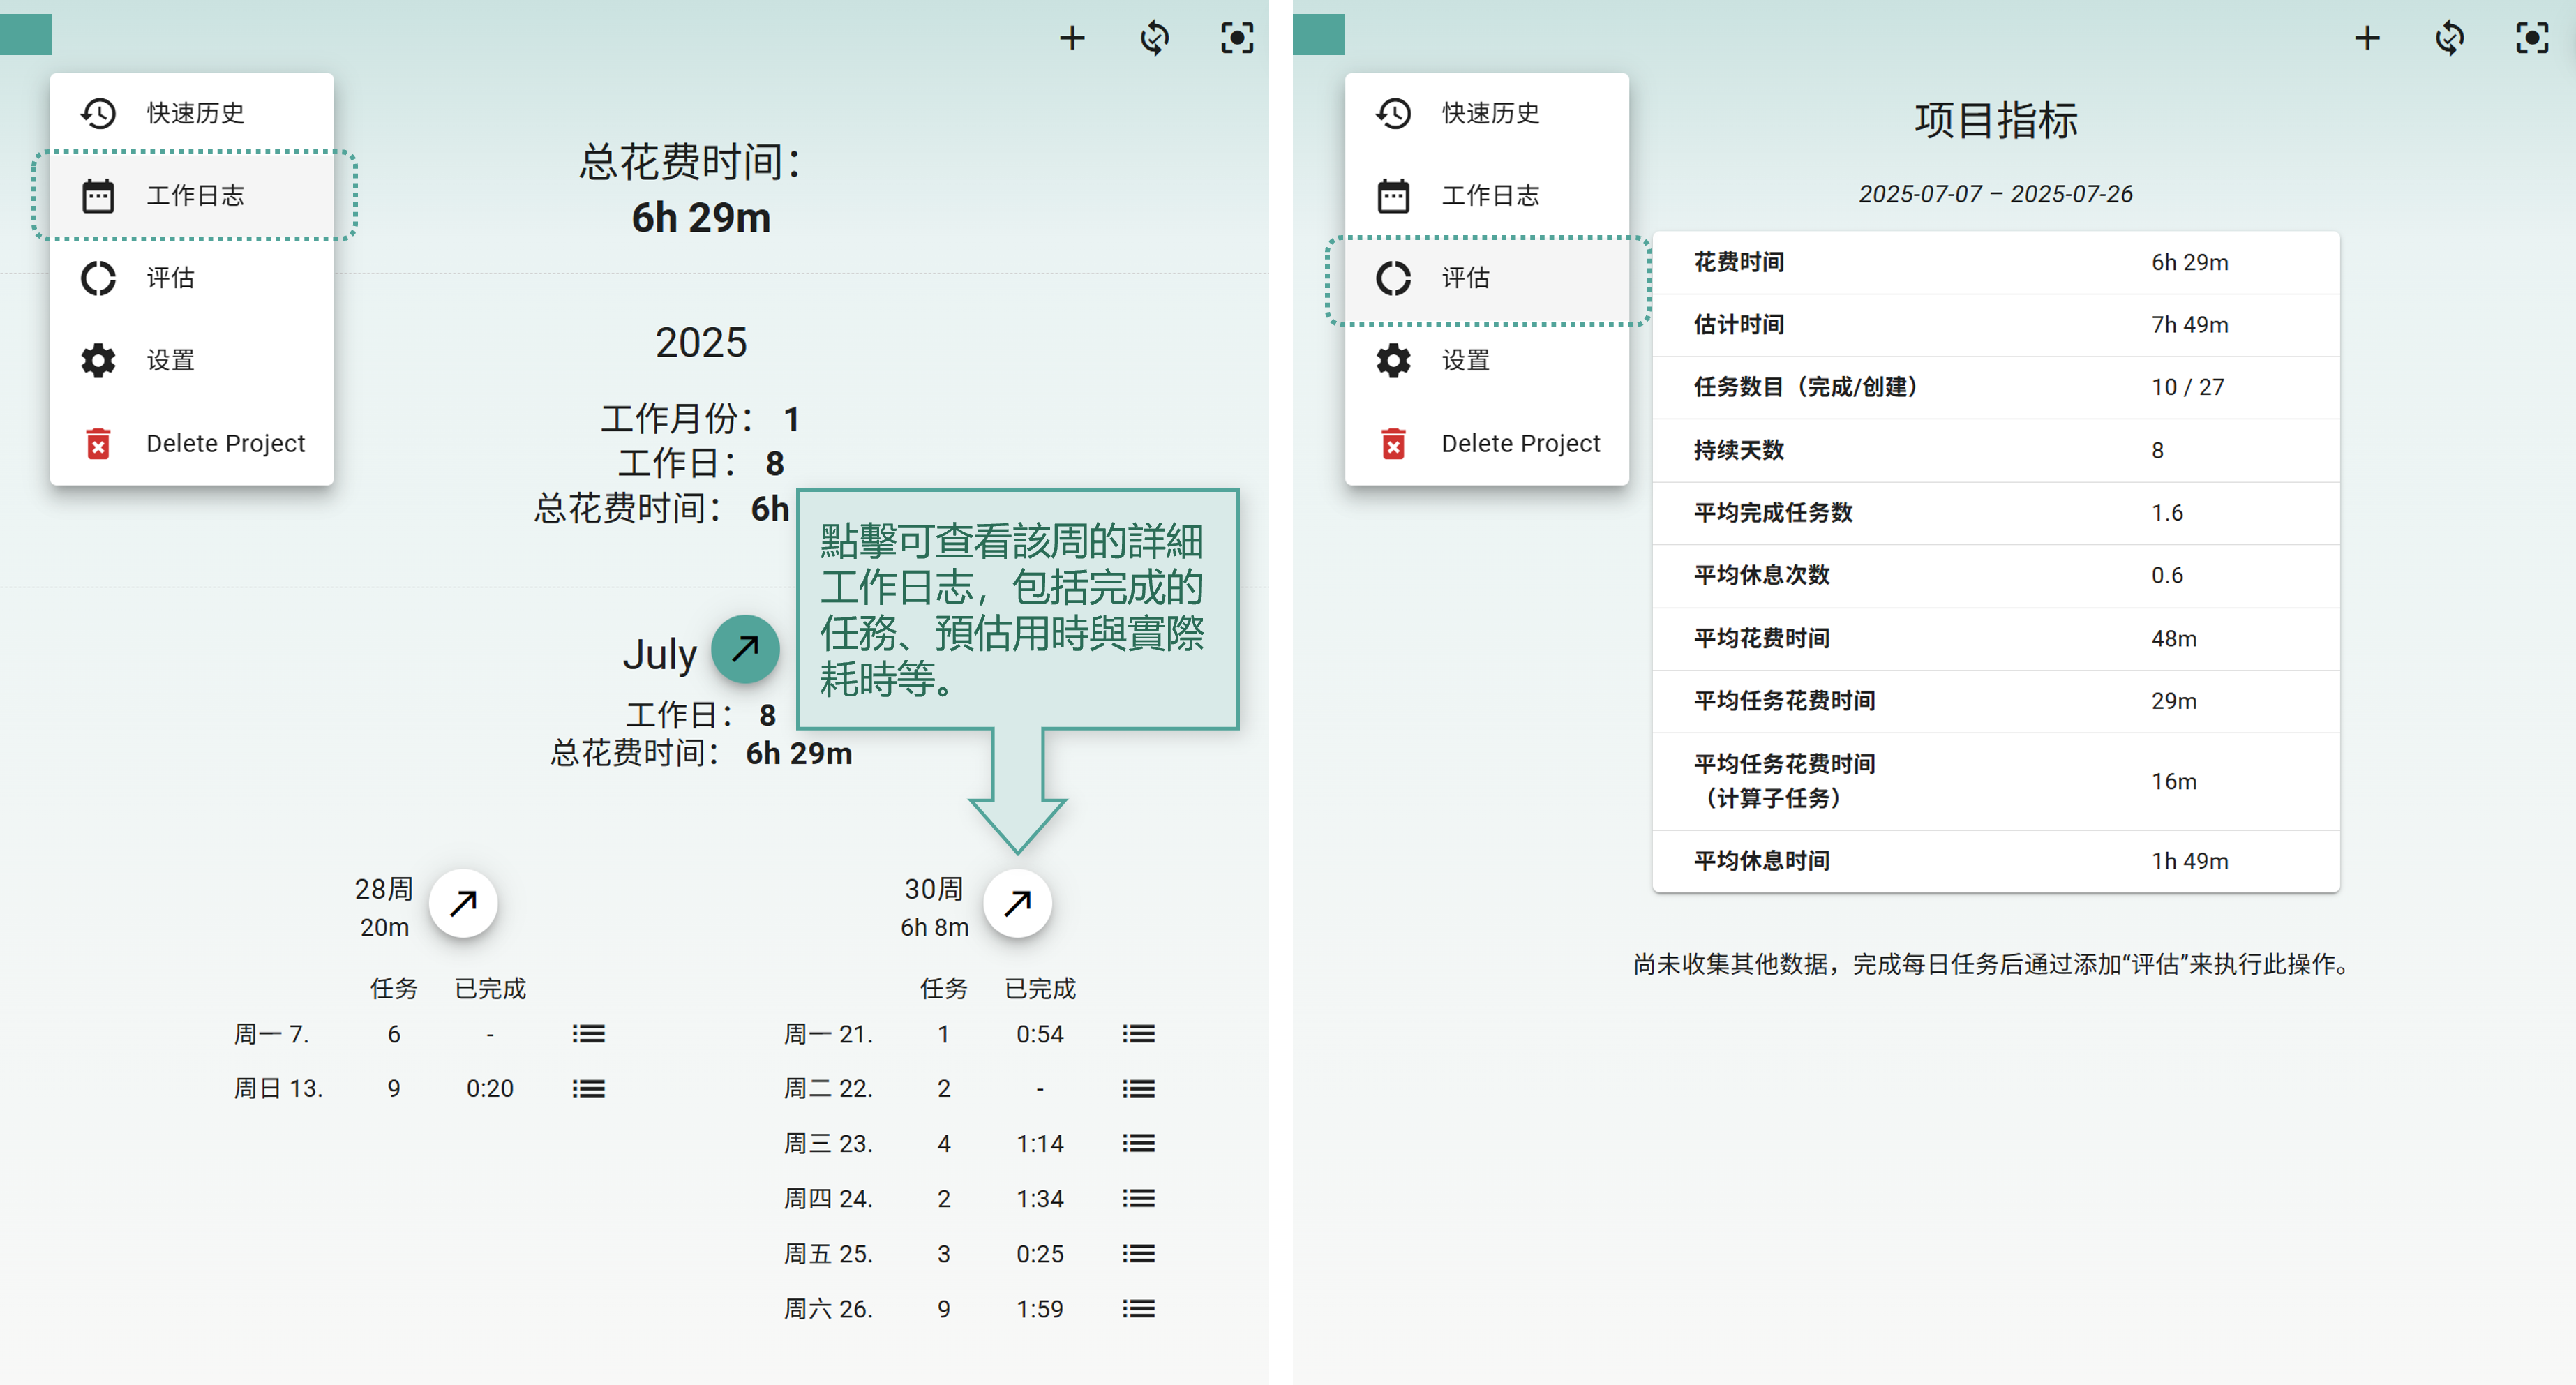 快速历史
工作日志
评估
设置
Delete Project
总花费时间：
6h 29m
2025
工作月份： 1
工作日： 8
总花费时间： 6h
點擊可查看該周的詳細
工作日志，包括完成的
任務、預估用時與實際
耗時等。
July
工作日： 8
总花费时间： 6h 29m
28周
20m
任务 已完成
周一 7. 6 -
周日 13. 9 0:20
30周
6h 8m
任务 已完成
周一 21. 1 0:54
周二 22. 2 -
周三 23. 4 1:14
周四 24. 2 1:34
周五 25. 3 0:25
周六 26. 9 1:59
快速历史
工作日志
评估
设置
Delete Project
项目指标
2025-07-07 – 2025-07-26
花费时间 6h 29m
估计时间 7h 49m
任务数目（完成/创建） 10 / 27
持续天数 8
平均完成任务数 1.6
平均休息次数 0.6
平均花费时间 48m
平均任务花费时间 29m
平均任务花费时间
（计算子任务） 16m
平均休息时间 1h 49m
尚未收集其他数据，完成每日任务后通过添加“评估”来执行此操作。